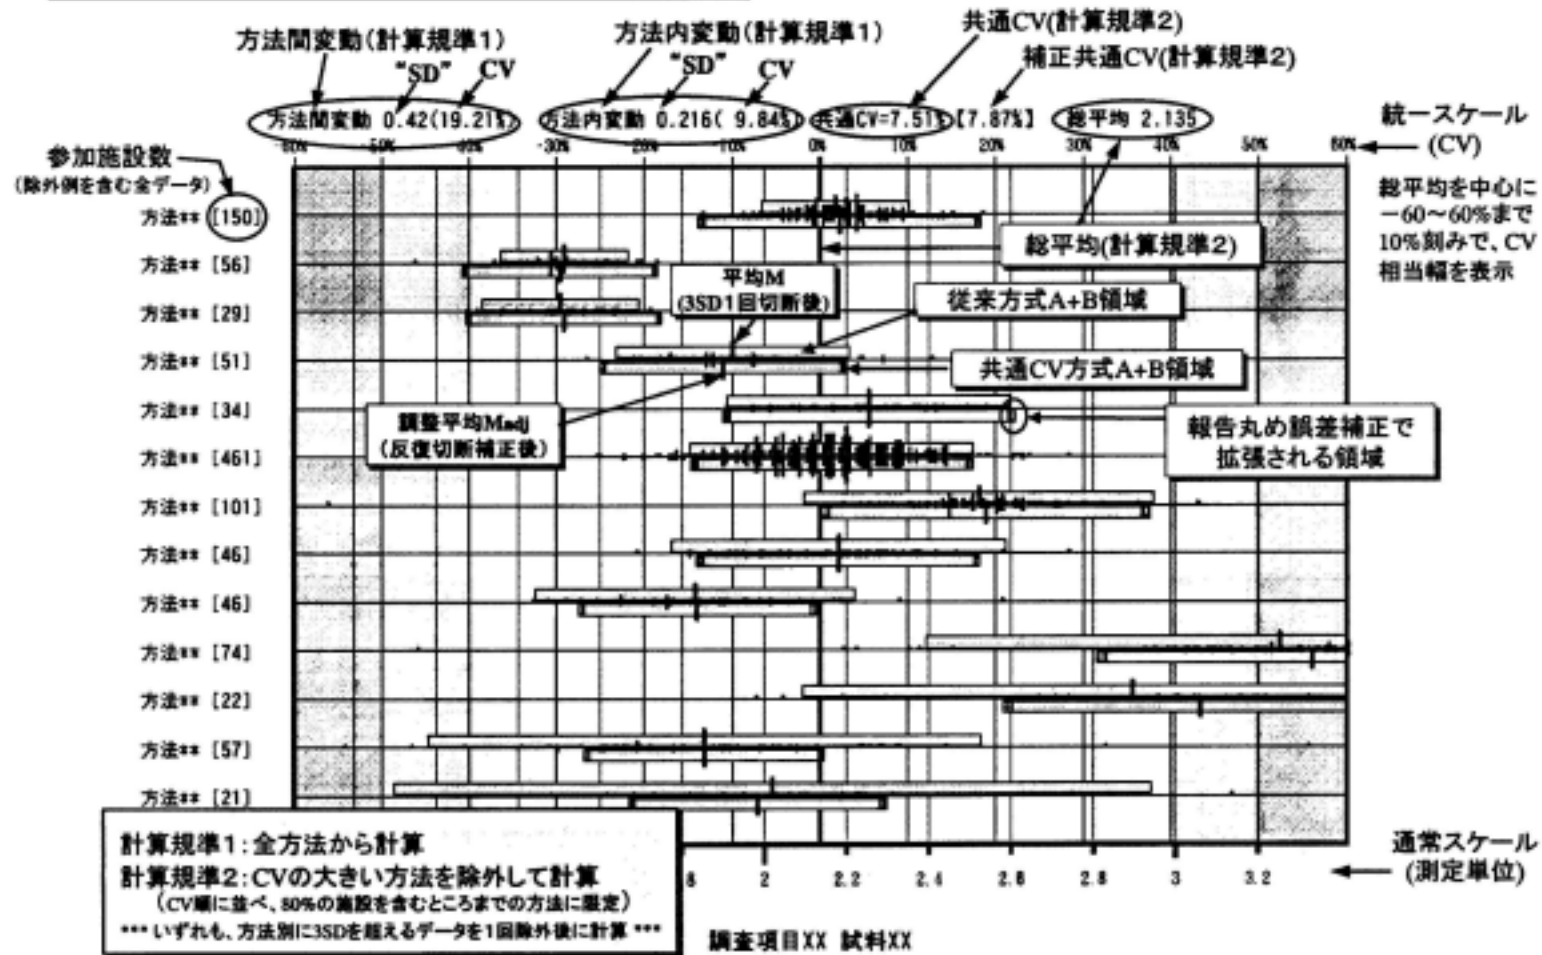 方法間変動(計算規準1)
"SD" CV
方法内変動(計算規準1)
"SD" CV
共通CV(計算規準2)
補正共通CV(計算規準2)
方法間変動 0.42(19.21%)
方法内変動 0.216( 9.84%)
共通CV=7.51% [7.87%]
総平均 2.135
統一スケール
(CV)
-60% -50% -40% -30% -20% -10% 0% 10% 20% 30% 40% 50% 60%
総平均を中心に
-60~60%まで
10%刻みで、CV
相当幅を表示
参加施設数
(除外例を含む全データ)
方法** [150]
方法** [56]
方法** [29]
方法** [51]
方法** [34]
方法** [461]
方法** [101]
方法** [46]
方法** [46]
方法** [74]
方法** [22]
方法** [57]
方法** [21]
総平均(計算規準2)
平均M
(3SD1回切断後)
従来方式A+B領域
共通CV方式A+B領域
調整平均Madj
(反復切断補正後)
報告丸め誤差補正で
拡張される領域
計算規準1:全方法から計算
計算規準2:CVの大きい方法を除外して計算
(CV順に並べ、80%の施設を含むところまでの方法に限定)
*** いずれも、方法別に3SDを超えるデータを1回除外後に計算 ***
8 2 2.2 2.4 2.6 2.8 3 3.2
通常スケール
(測定単位)
調査項目XX 試料XX